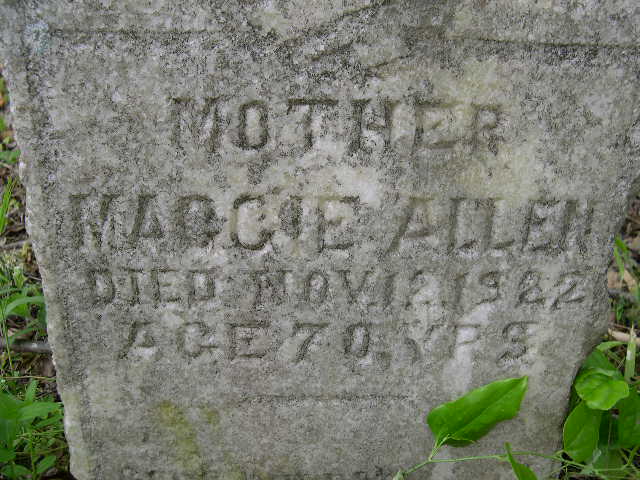 MOTHER
MAGGIE ALLEN
DIED NOV. 12, 1922
AGE 70, YRS